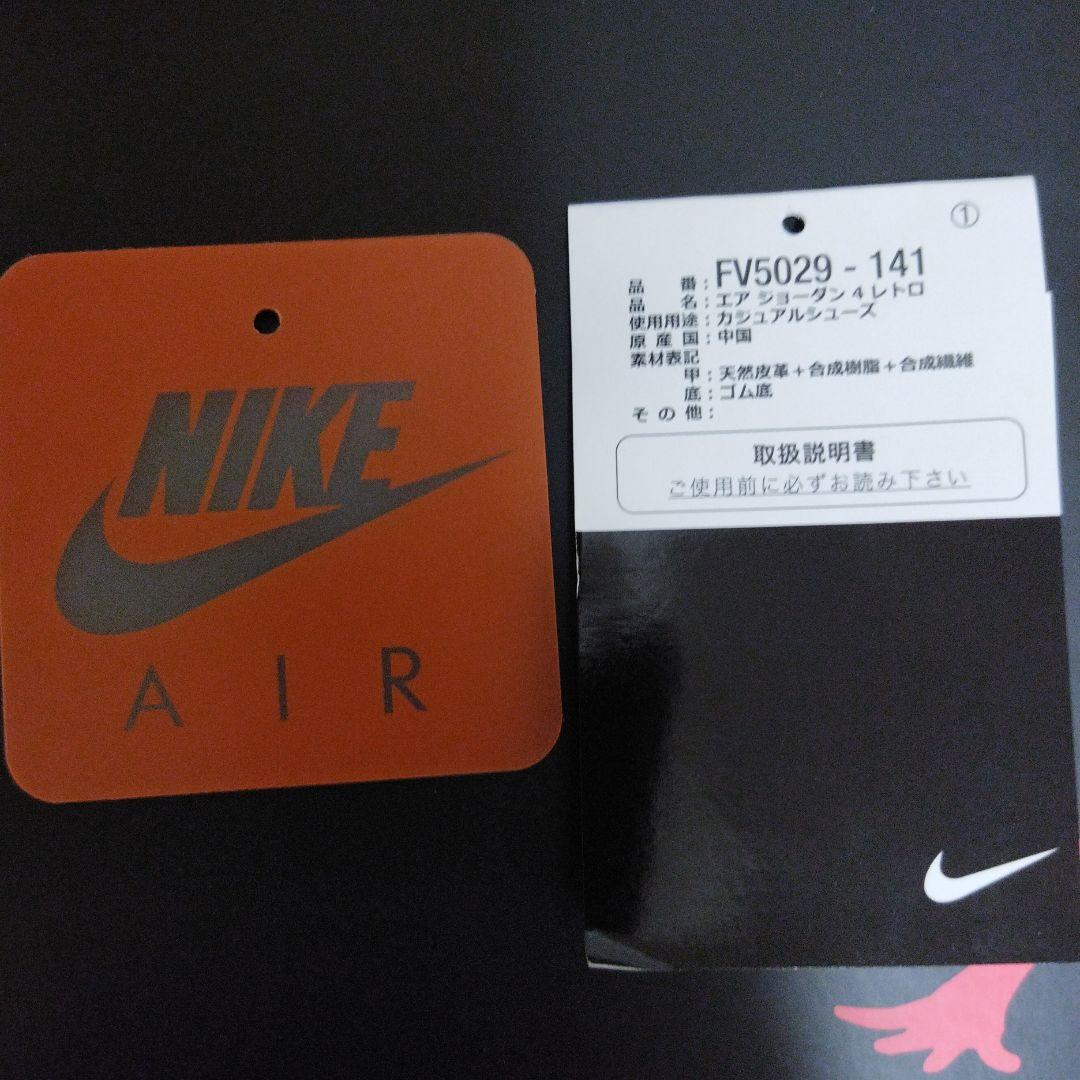 NIKE
A I R
①
品番：FV5029 - 141
品名：エア ジョーダン 4 レトロ
使用用途：カジュアルシューズ
原産国：中国
素材表記
甲：天然皮革＋合成樹脂＋合成繊維
底：ゴム底
その他：
取扱説明書
ご使用前に必ずお読み下さい